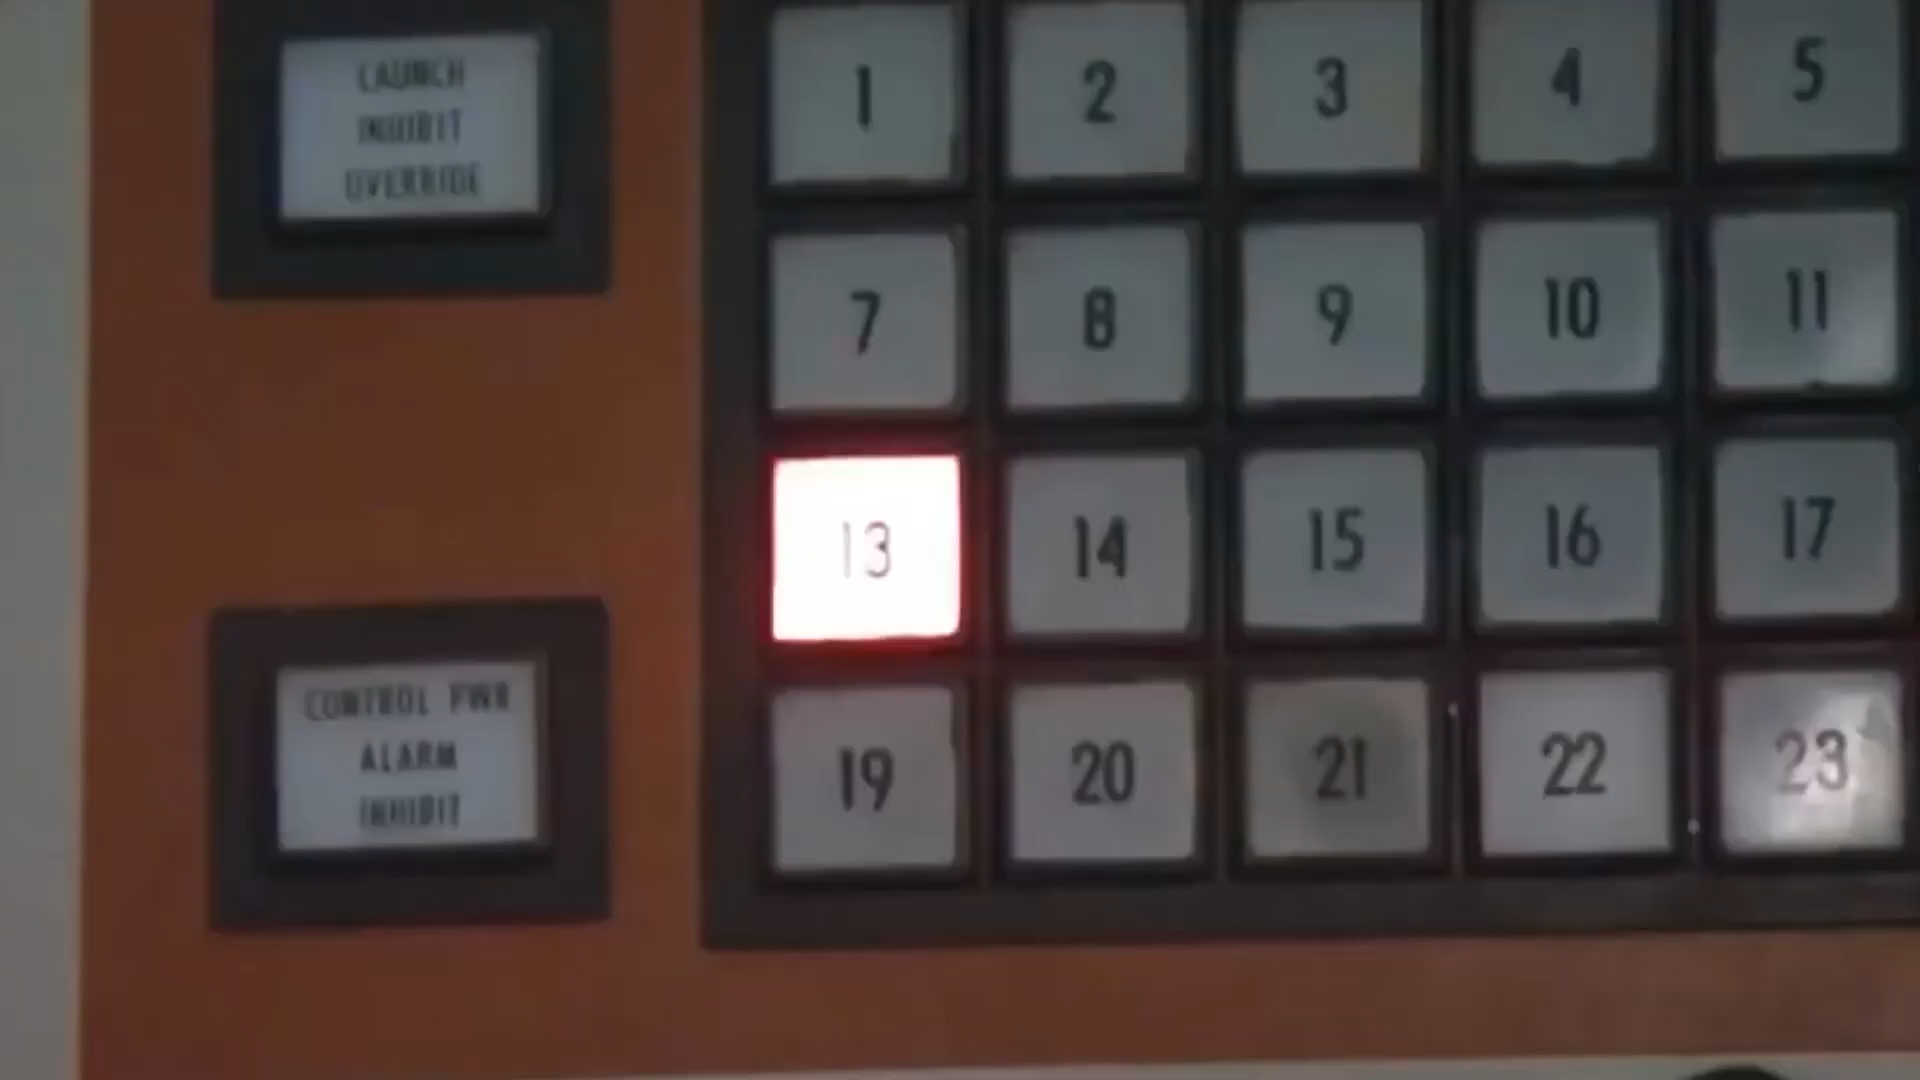 LAUNCH
INHIBIT
OVERRIDE
1 2 3 4 5
7 8 9 10 11
13 14 15 16 17
CONTROL PWR
ALARM
INHIBIT
19 20 21 22 23